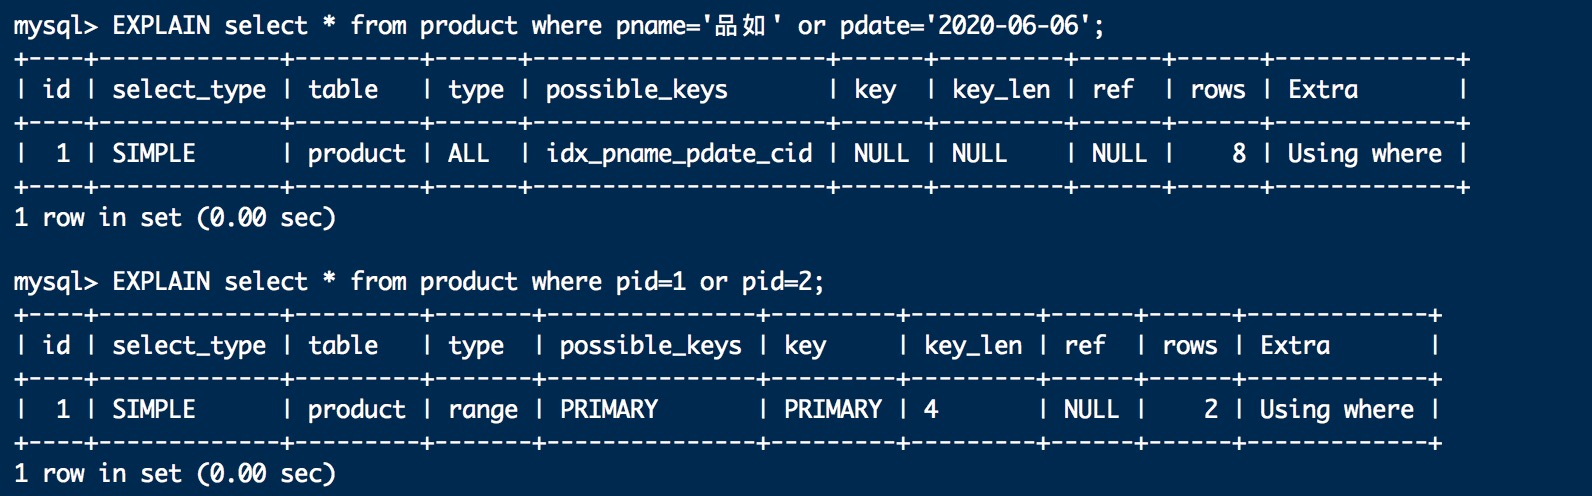 mysql> EXPLAIN select * from product where pname='品如' or pdate='2020-06-06';
+----+-------------+---------+------+---------------------+------+---------+------+------+-------------+
| id | select_type | table   | type | possible_keys       | key  | key_len | ref  | rows | Extra       |
+----+-------------+---------+------+---------------------+------+---------+------+------+-------------+
|  1 | SIMPLE      | product | ALL  | idx_pname_pdate_cid | NULL | NULL    | NULL |    8 | Using where |
+----+-------------+---------+------+---------------------+------+---------+------+------+-------------+
1 row in set (0.00 sec)

mysql> EXPLAIN select * from product where pid=1 or pid=2;
+----+-------------+---------+-------+---------------+---------+---------+------+------+-------------+
| id | select_type | table   | type  | possible_keys | key     | key_len | ref  | rows | Extra       |
+----+-------------+---------+-------+---------------+---------+---------+------+------+-------------+
|  1 | SIMPLE      | product | range | PRIMARY       | PRIMARY | 4       | NULL |    2 | Using where |
+----+-------------+---------+-------+---------------+---------+---------+------+------+-------------+
1 row in set (0.00 sec)